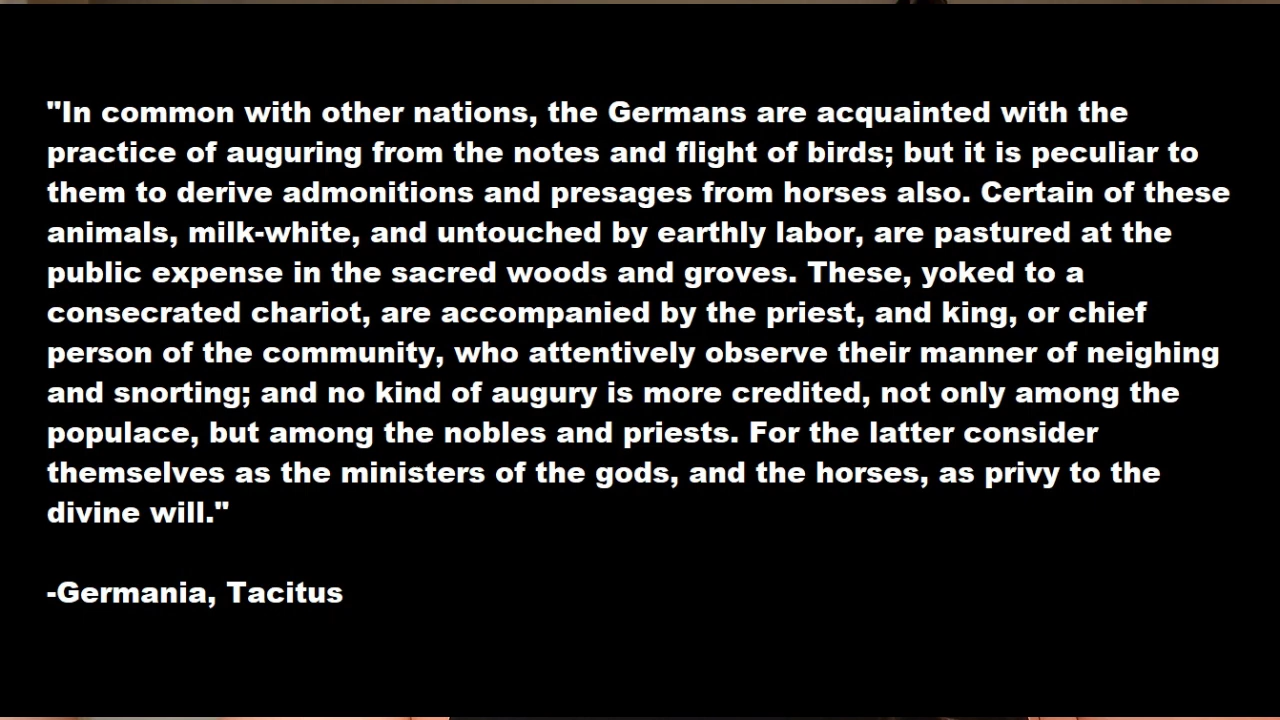 "In common with other nations, the Germans are acquainted with the
practice of auguring from the notes and flight of birds; but it is peculiar to
them to derive admonitions and presages from horses also. Certain of these
animals, milk-white, and untouched by earthly labor, are pastured at the
public expense in the sacred woods and groves. These, yoked to a
consecrated chariot, are accompanied by the priest, and king, or chief
person of the community, who attentively observe their manner of neighing
and snorting; and no kind of augury is more credited, not only among the
populace, but among the nobles and priests. For the latter consider
themselves as the ministers of the gods, and the horses, as privy to the
divine will."
-Germania, Tacitus